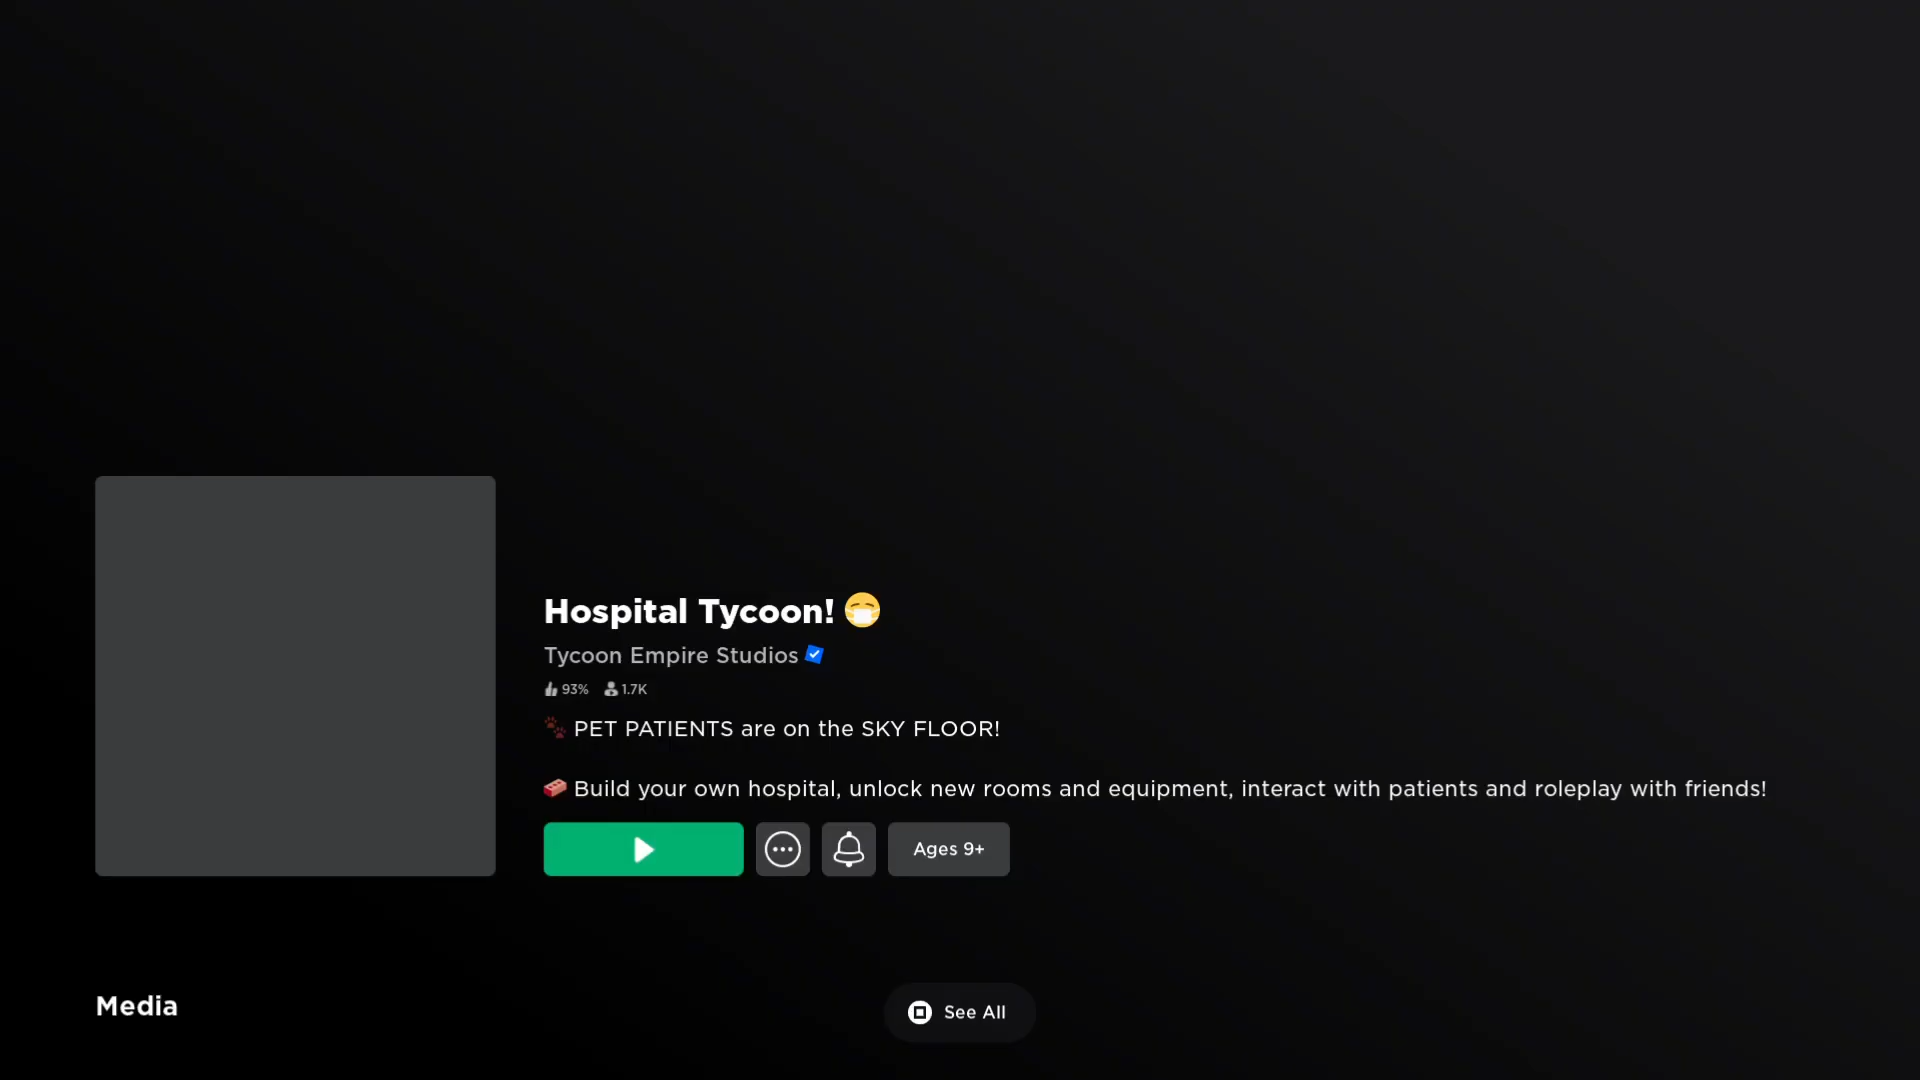 Hospital Tycoon! 😷
Tycoon Empire Studios
93% 1.7K
🐾 PET PATIENTS are on the SKY FLOOR!
🧱 Build your own hospital, unlock new rooms and equipment, interact with patients and roleplay with friends!
Ages 9+
Media
See All